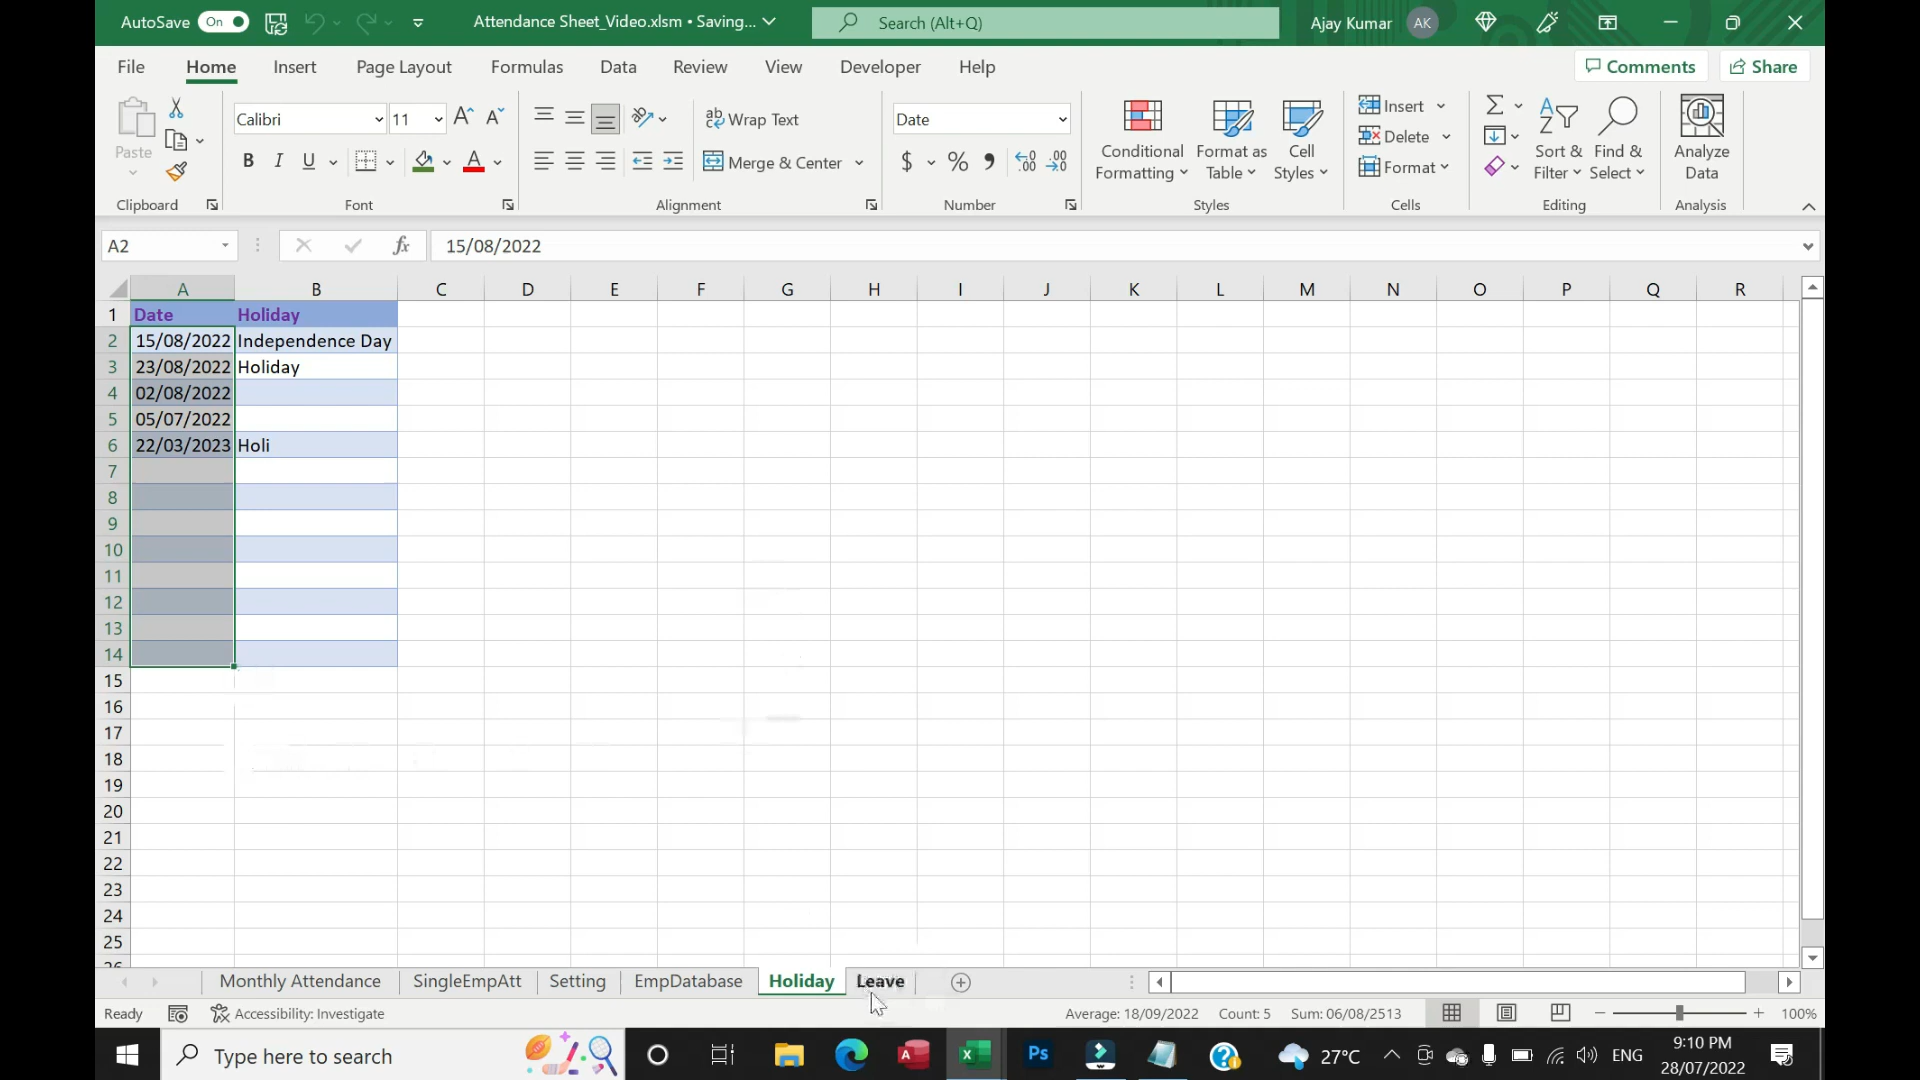 AutoSave On Attendance Sheet_Video.xlsm • Saving... Search (Alt+Q) Ajay Kumar AK
File Home Insert Page Layout Formulas Data Review View Developer Help Comments Share
Paste Calibri 11 ab Wrap Text Date Conditional Formatting Format as Table Cell Styles Insert Sort & Filter Find & Select Analyze Data
B I U A Merge & Center $ % Delete
Format
Clipboard Font Alignment Number Styles Cells Editing Analysis
A2 fx 15/08/2022
A B C D E F G H I J K L M N O P Q R
1 Date Holiday
2 15/08/2022 Independence Day
3 23/08/2022 Holiday
4 02/08/2022
5 05/07/2022
6 22/03/2023 Holi
7
8
9
10
11
12
13
14
15
16
17
18
19
20
21
22
23
24
25
Monthly Attendance SingleEmpAtt Setting EmpDatabase Holiday Leave
Ready Accessibility: Investigate Average: 18/09/2022 Count: 5 Sum: 06/08/2513 100%
Type here to search A X Ps 27°C ENG 9:10 PM
28/07/2022